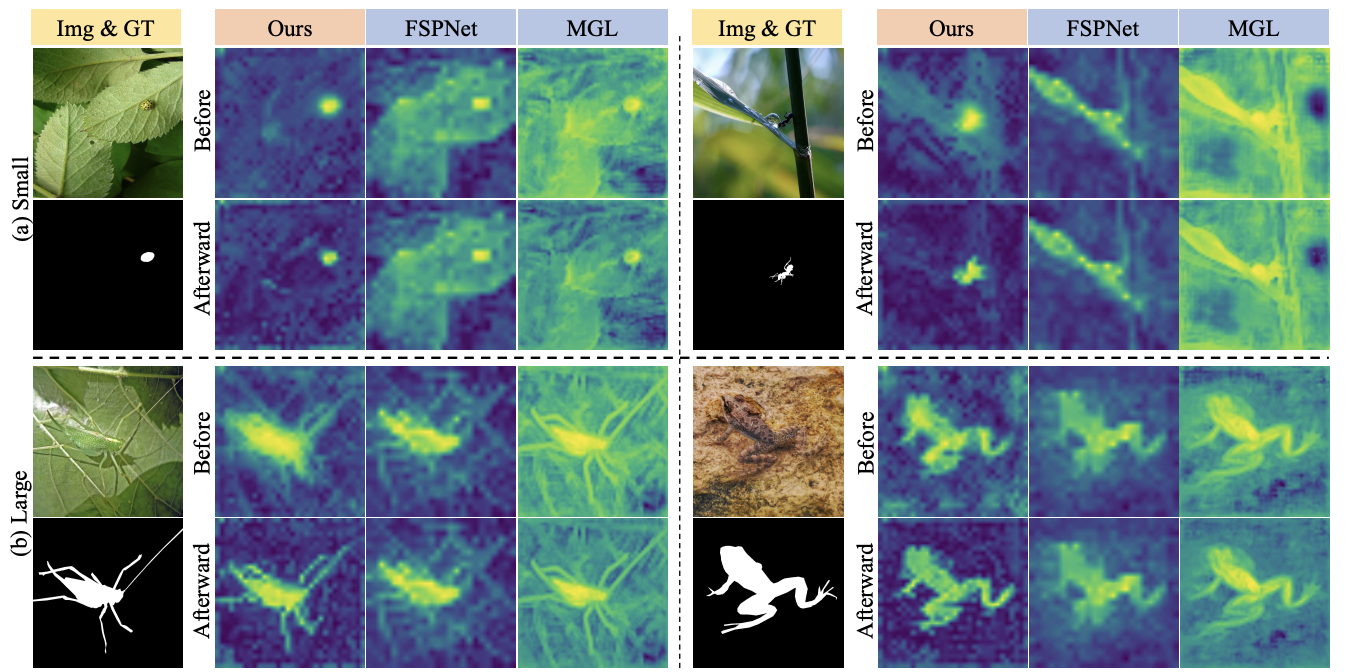 Img & GT Ours FSPNet MGL Img & GT Ours FSPNet MGL
(a) Small
Before
Afterward
Before
Afterward
(b) Large
Before
Afterward
Before
Afterward